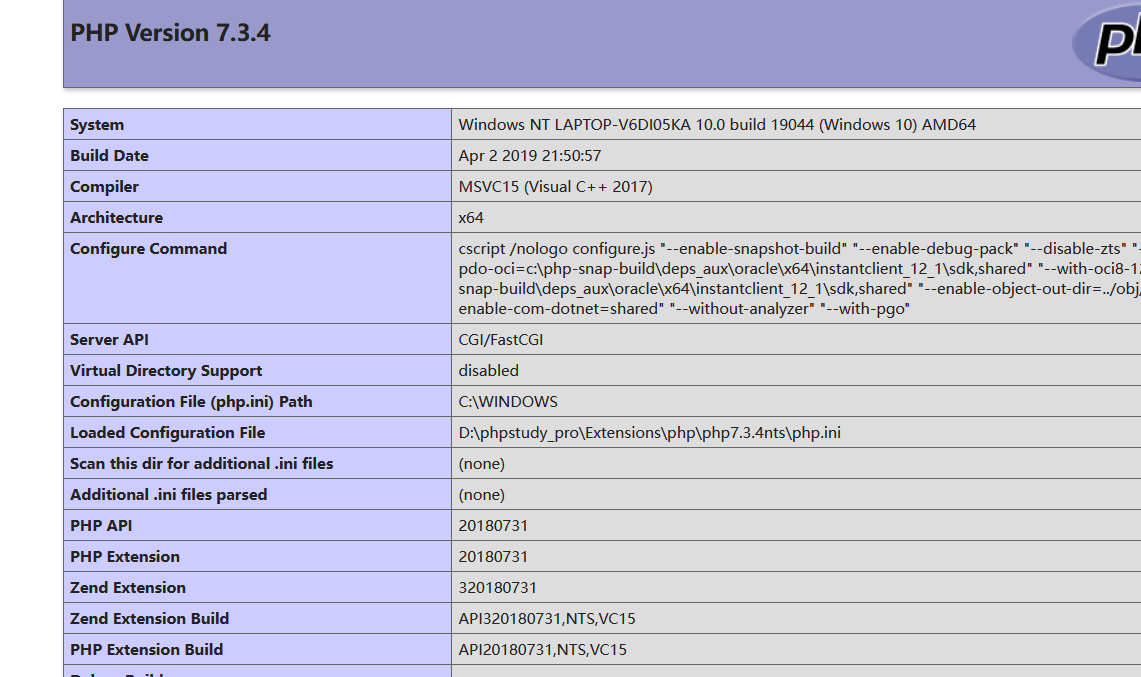 PHP Version 7.3.4
System Windows NT LAPTOP-V6DI05KA 10.0 build 19044 (Windows 10) AMD64
Build Date Apr 2 2019 21:50:57
Compiler MSVC15 (Visual C++ 2017)
Architecture x64
Configure Command cscript /nologo configure.js "--enable-snapshot-build" "--enable-debug-pack" "--disable-zts" "-
pdo-oci=c:\php-snap-build\deps_aux\oracle\x64\instantclient_12_1\sdk,shared" "--with-oci8-12
snap-build\deps_aux\oracle\x64\instantclient_12_1\sdk,shared" "--enable-object-out-dir=../obj/
enable-com-dotnet=shared" "--without-analyzer" "--with-pgo"
Server API CGI/FastCGI
Virtual Directory Support disabled
Configuration File (php.ini) Path C:\WINDOWS
Loaded Configuration File D:\phpstudy_pro\Extensions\php\php7.3.4nts\php.ini
Scan this dir for additional .ini files (none)
Additional .ini files parsed (none)
PHP API 20180731
PHP Extension 20180731
Zend Extension 320180731
Zend Extension Build API320180731,NTS,VC15
PHP Extension Build API20180731,NTS,VC15